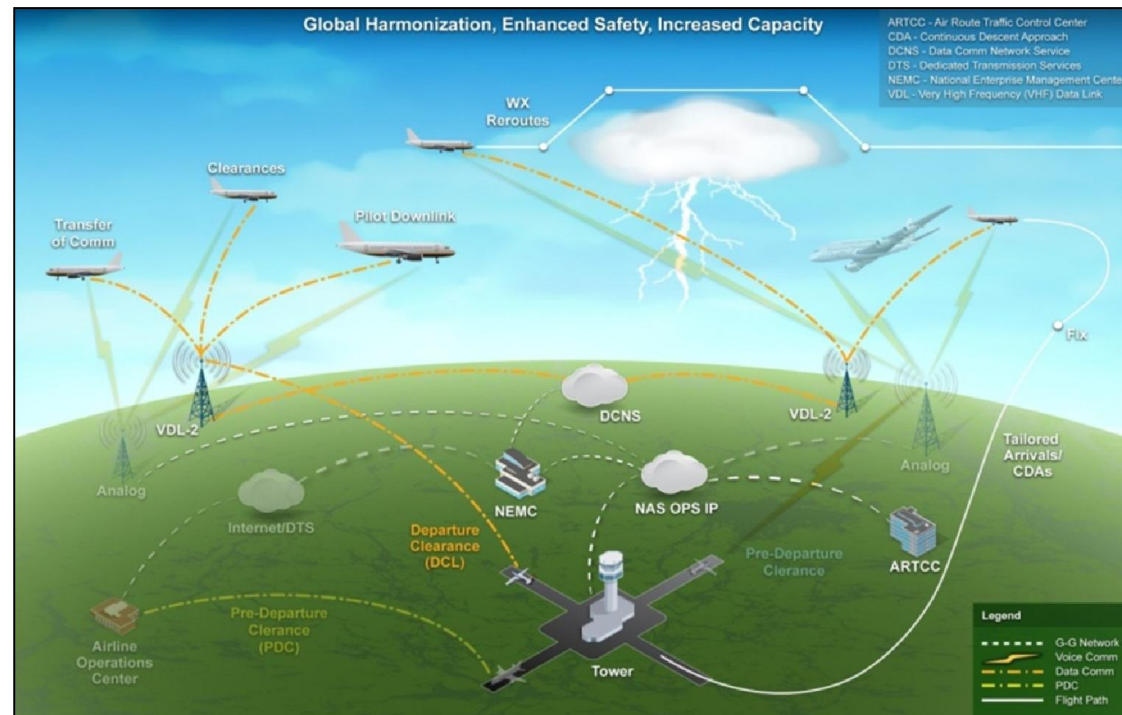 Global Harmonization, Enhanced Safety, Increased Capacity
ARTCC - Air Route Traffic Control Center
CDA - Continuous Descent Approach
DCNS - Data Comm Network Service
DTS - Dedicated Transmission Services
NEMC - National Enterprise Management Center
VDL - Very High Frequency (VHF) Data Link
WX
Reroutes
Clearances
Pilot Downlink
Transfer
of Comm
Fix
DCNS
VDL-2
VDL-2
Analog
Analog
Tailored
Arrivals/
CDAs
Internet/DTS
NEMC
NAS OPS IP
ARTCC
Departure
Clearance
(DCL)
Pre-Departure
Clerance
Pre-Departure
Clerance
(PDC)
Airline
Operations
Center
Tower
Legend
G-G Network
Voice Comm
Data Comm
PDC
Flight Path